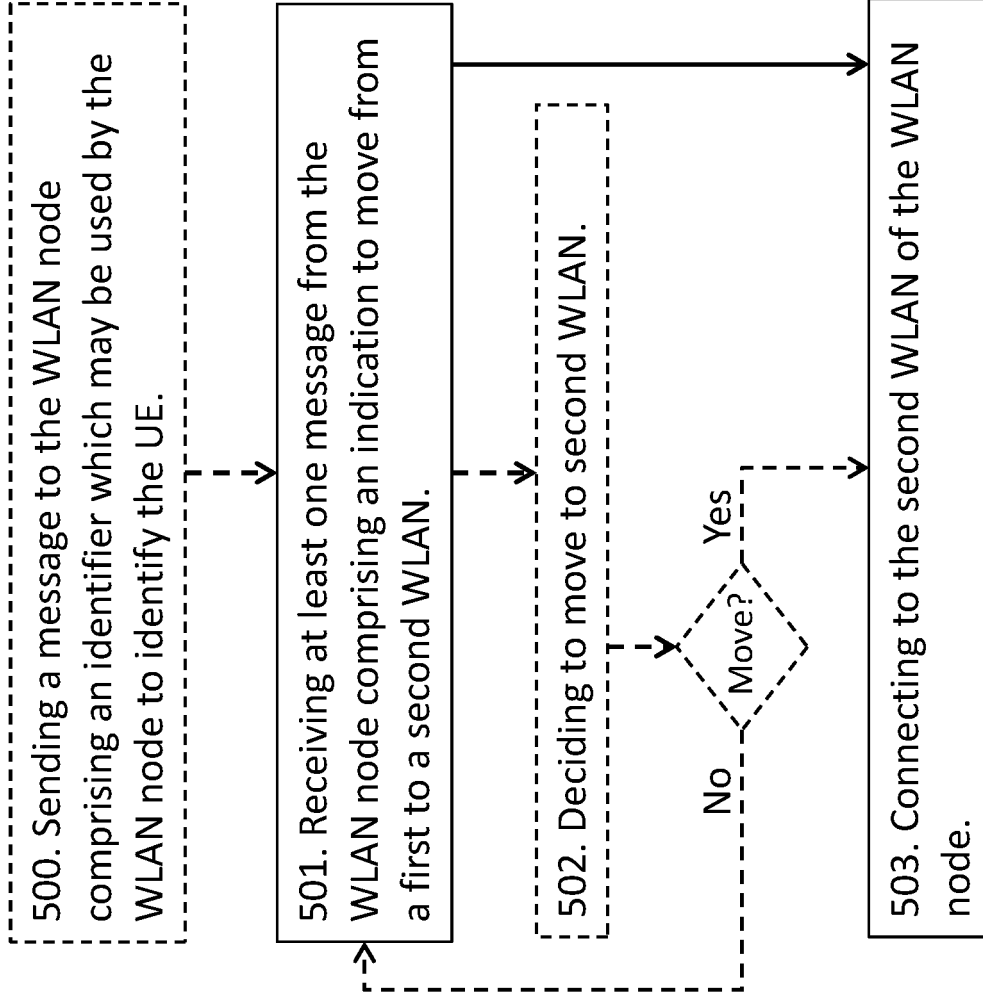 500. Sending a message to the WLAN node
comprising an identifier which may be used by the
WLAN node to identify the UE.
501. Receiving at least one message from the
WLAN node comprising an indication to move from
a first to a second WLAN.
502. Deciding to move to second WLAN.
Move?
No
Yes
503. Connecting to the second WLAN of the WLAN
node.